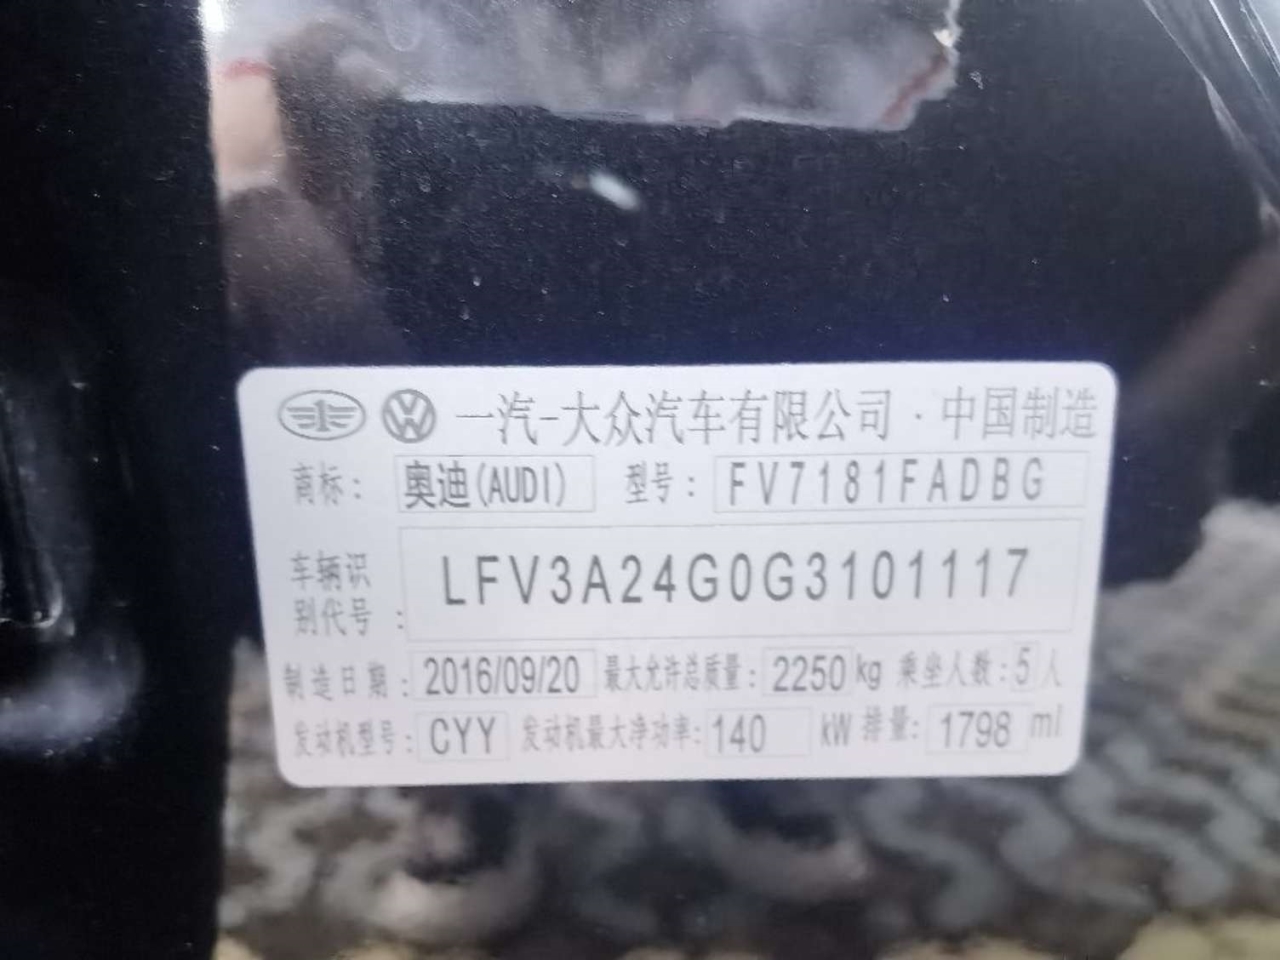 一汽-大众汽车有限公司·中国制造
商标: 奥迪(AUDI) 型号: FV7181FADBG
车辆识别代号: LFV3A24G0G3101117
制造日期: 2016/09/20 最大允许总质量: 2250 kg 乘坐人数: 5 人
发动机型号: CYY 发动机最大净功率: 140 kW 排量: 1798 ml